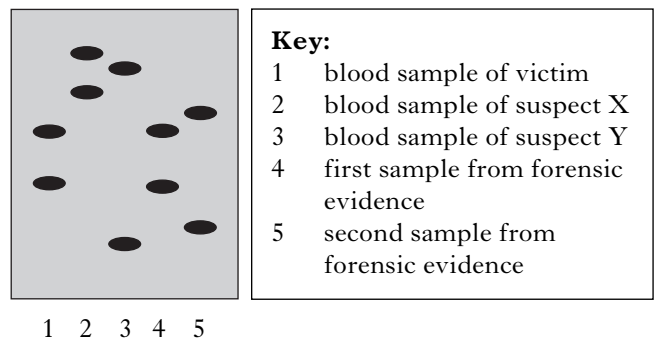 Key:
1 blood sample of victim
2 blood sample of suspect X
3 blood sample of suspect Y
4 first sample from forensic
evidence
5 second sample from
forensic evidence
1 2 3 4 5